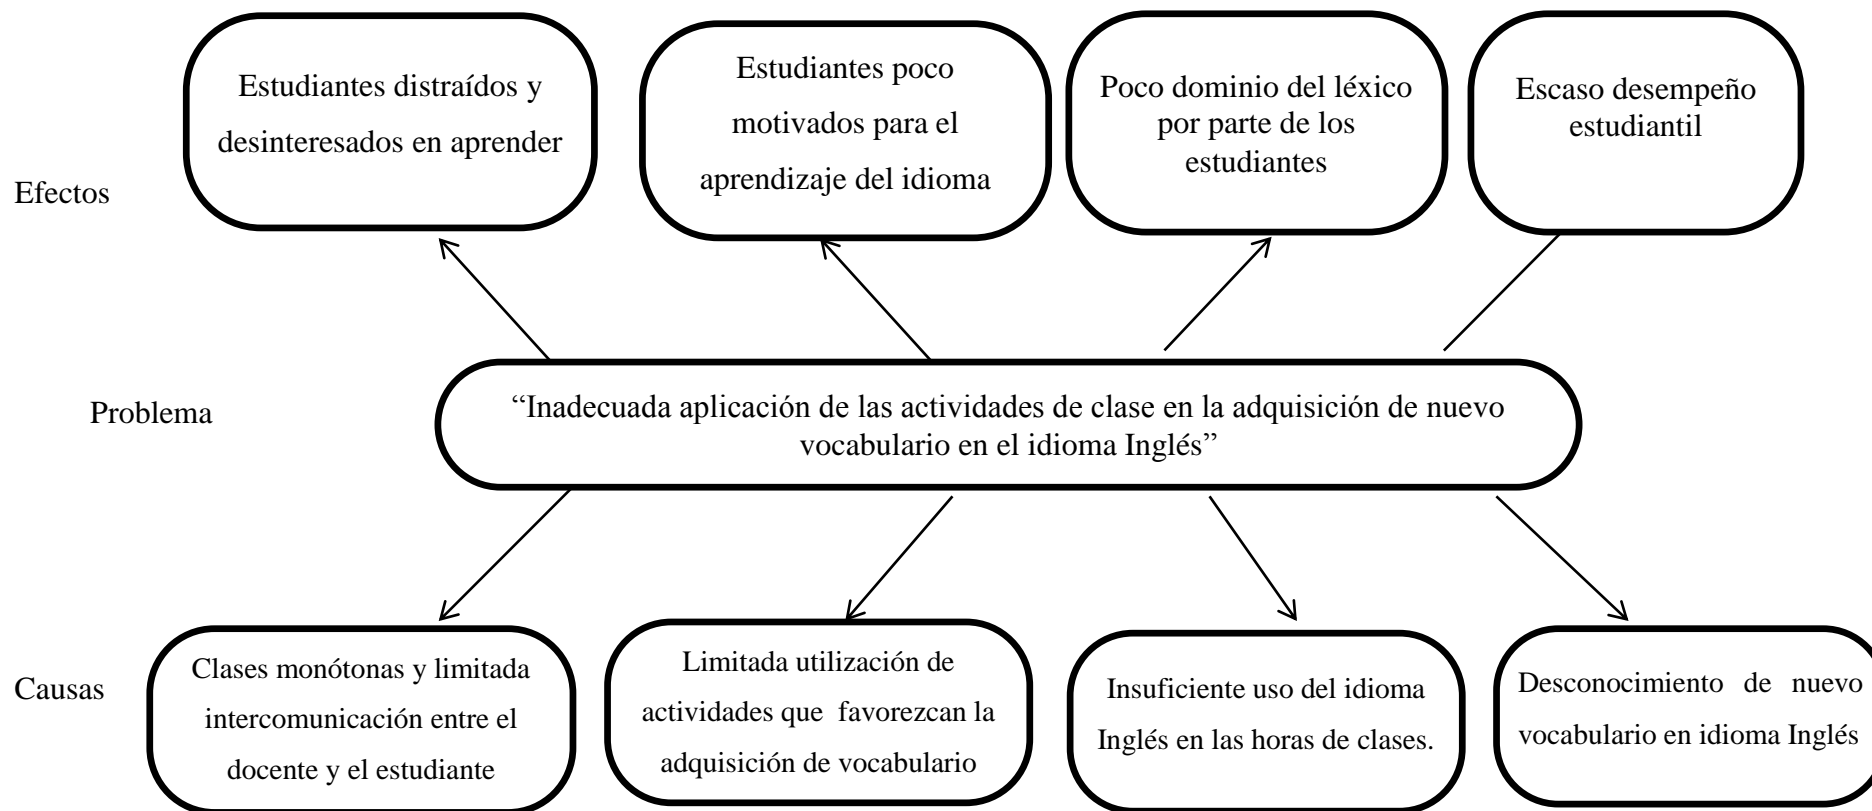 Efectos
Estudiantes distraídos y
desinteresados en aprender
Estudiantes poco
motivados para el
aprendizaje del idioma
Poco dominio del léxico
por parte de los
estudiantes
Escaso desempeño
estudiantil
Problema
“Inadecuada aplicación de las actividades de clase en la adquisición de nuevo
vocabulario en el idioma Inglés”
Causas
Clases monótonas y limitada
intercomunicación entre el
docente y el estudiante
Limitada utilización de
actividades que favorezcan la
adquisición de vocabulario
Insuficiente uso del idioma
Inglés en las horas de clases.
Desconocimiento de nuevo
vocabulario en idioma Inglés